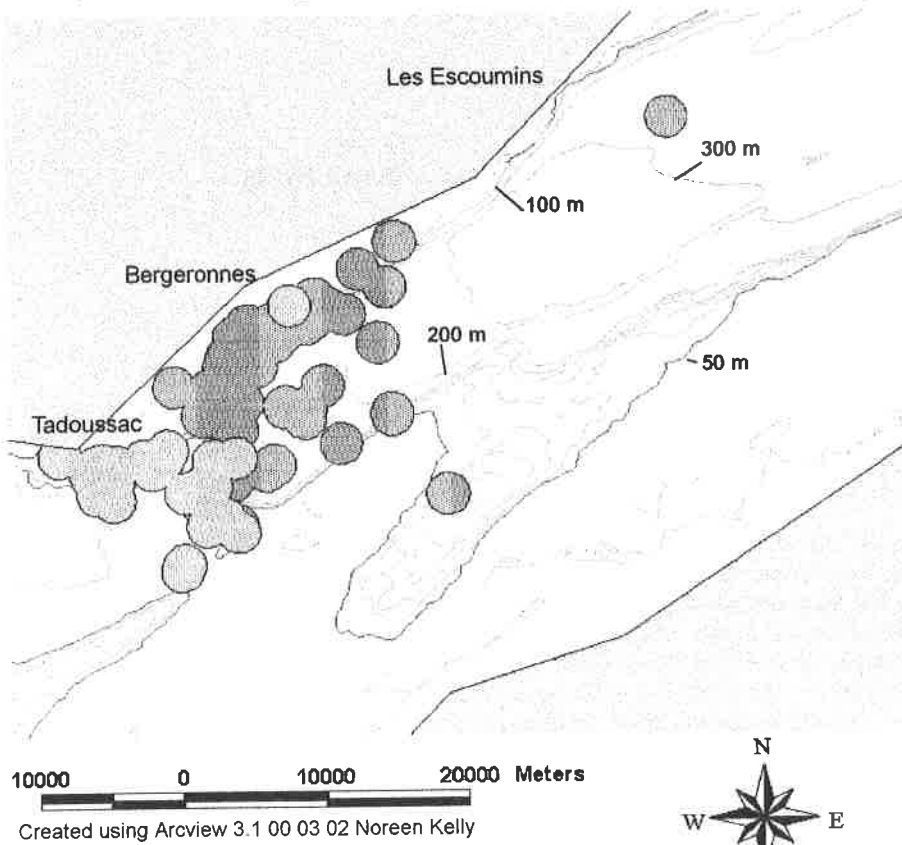 Les Escoumins
300 m
100 m
Bergeronnes
200 m
50 m
Tadoussac
10000 0 10000 20000 Meters
Created using Arcview 3.1 00 03 02 Noreen Kelly
N
W E